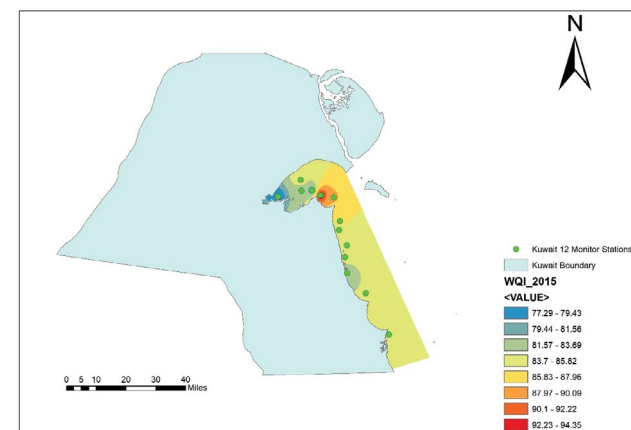 N
Kuwait 12 Monitor Stations
Kuwait Boundary
WQI_2015
<VALUE>
77.29 - 79.43
79.44 - 81.56
81.57 - 83.69
83.7 - 85.82
85.83 - 87.96
87.97 - 90.09
90.1 - 92.22
92.23 - 94.35
0 5 10 20 30 40
Miles